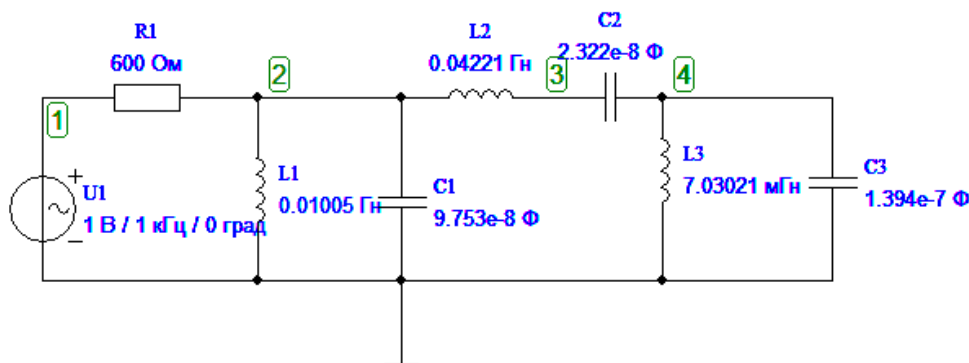 R1
600 Ом
1
U1
1 В / 1 кГц / 0 град
2
L1
0.01005 Гн
C1
9.753e-8 Ф
L2
0.04221 Гн
3
C2
2.322e-8 Ф
4
L3
7.03021 мГн
C3
1.394e-7 Ф